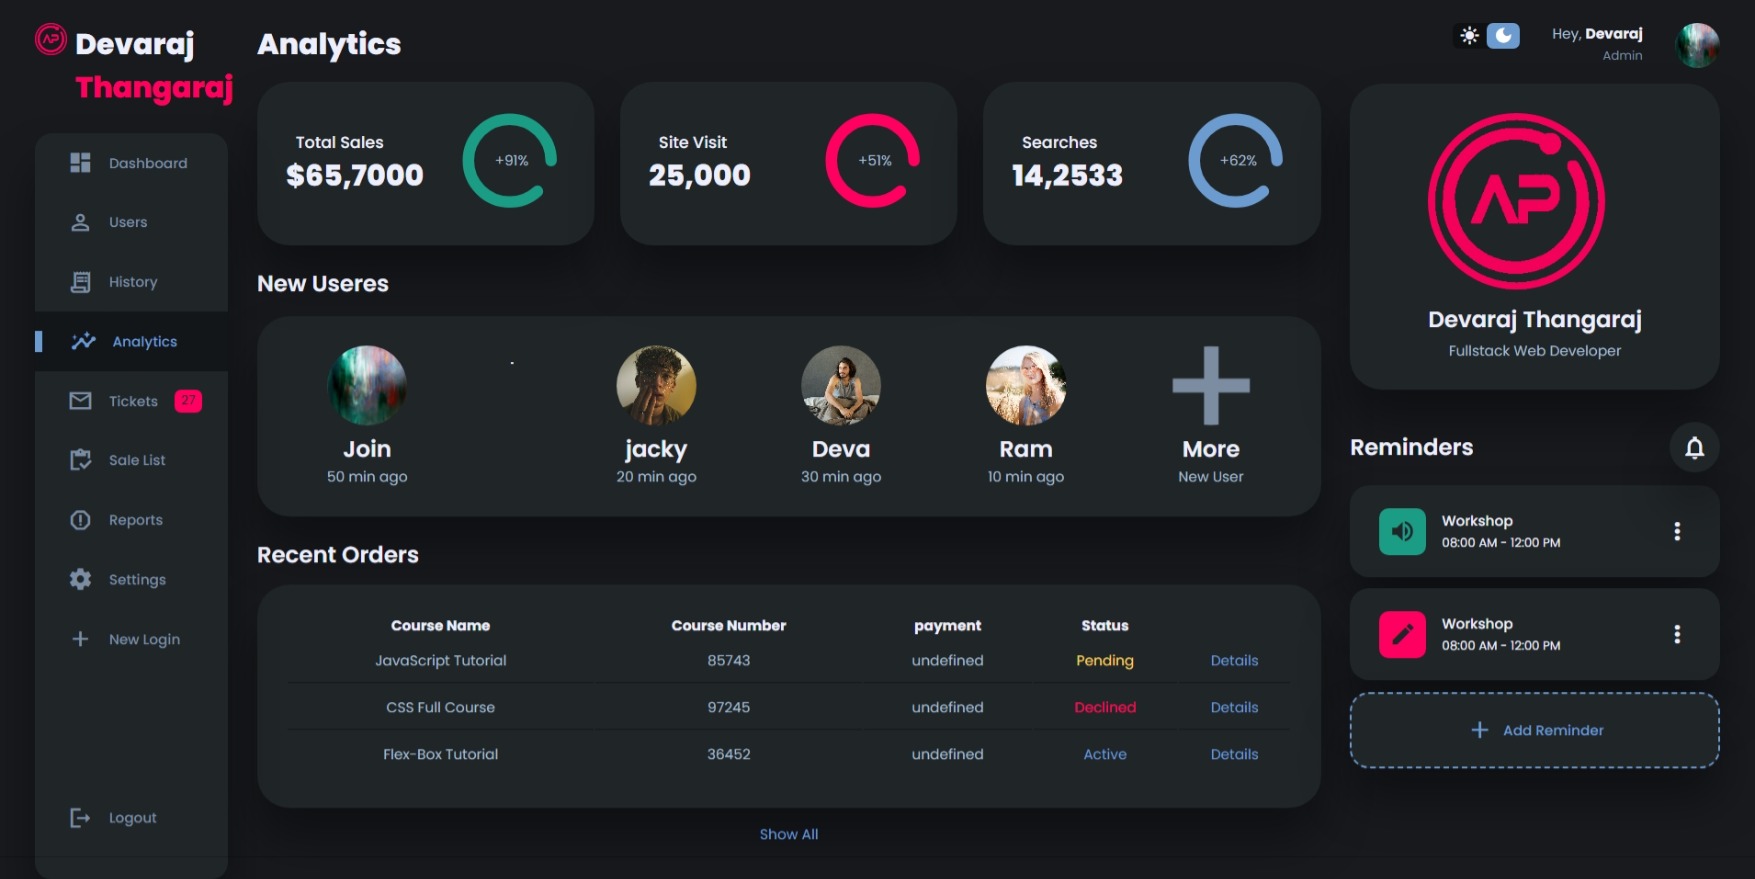 AP
Devaraj
Thangaraj
Analytics
Hey, Devaraj
Admin
Dashboard
Users
History
Analytics
Tickets 27
Sale List
Reports
Settings
New Login
Logout
Total Sales
$65,7000
+91%
Site Visit
25,000
+51%
Searches
14,2533
+62%
New Useres
Join
50 min ago
jacky
20 min ago
Deva
30 min ago
Ram
10 min ago
More
New User
Recent Orders
Course Name Course Number payment Status
JavaScript Tutorial 85743 undefined Pending Details
CSS Full Course 97245 undefined Declined Details
Flex-Box Tutorial 36452 undefined Active Details
Show All
AP
Devaraj Thangaraj
Fullstack Web Developer
Reminders
Workshop
08:00 AM - 12:00 PM
Workshop
08:00 AM - 12:00 PM
Add Reminder